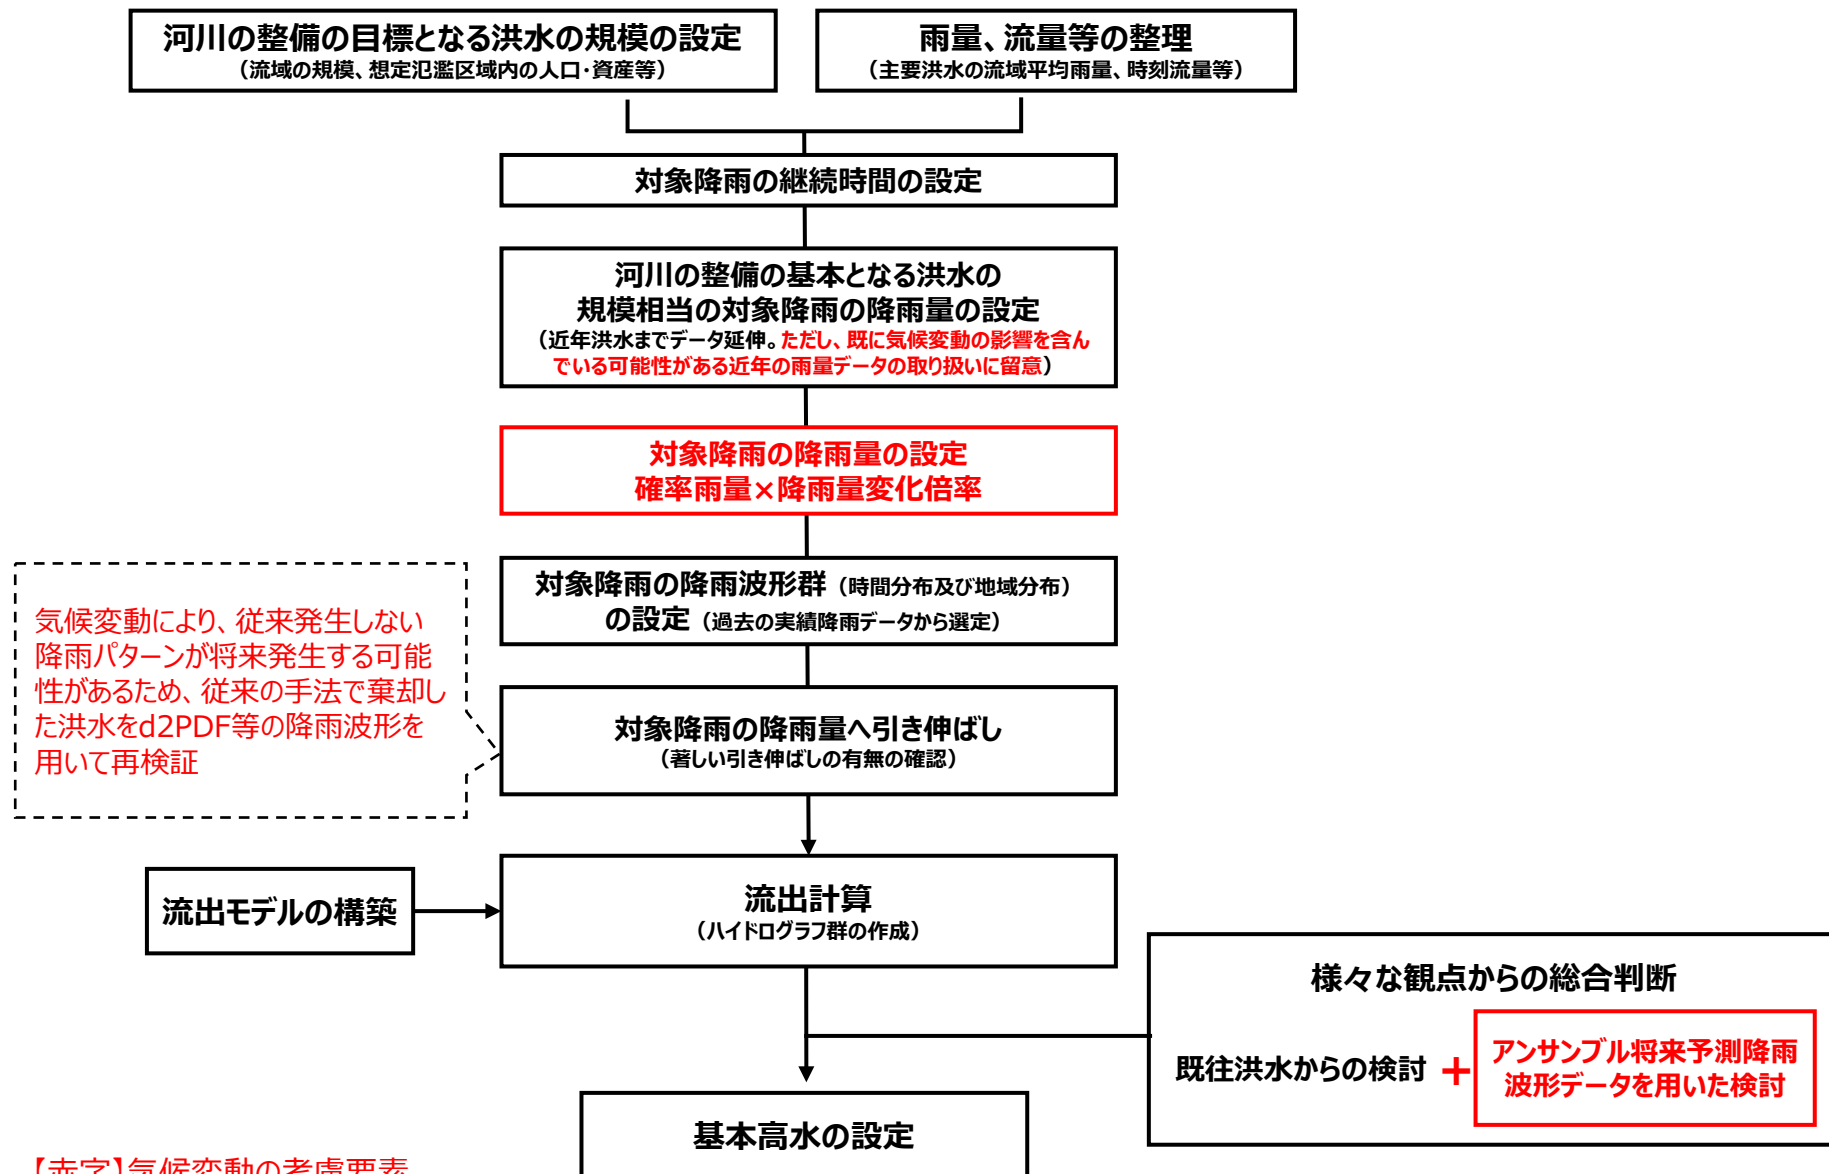 河川の整備の目標となる洪水の規模の設定
（流域の規模、想定氾濫区域内の人口・資産等）
雨量、流量等の整理
（主要洪水の流域平均雨量、時刻流量等）
対象降雨の継続時間の設定
河川の整備の基本となる洪水の
規模相当の対象降雨の降雨量の設定
（近年洪水までデータ延伸。ただし、既に気候変動の影響を含ん
でいる可能性がある近年の雨量データの取り扱いに留意）
対象降雨の降雨量の設定
確率雨量×降雨量変化倍率
対象降雨の降雨波形群（時間分布及び地域分布）
の設定（過去の実績降雨データから選定）
気候変動により、従来発生しない
降雨パターンが将来発生する可能
性があるため、従来の手法で棄却し
た洪水をd2PDF等の降雨波形を
用いて再検証
対象降雨の降雨量へ引き伸ばし
（著しい引き伸ばしの有無の確認）
流出モデルの構築
流出計算
（ハイドログラフ群の作成）
様々な観点からの総合判断
既往洪水からの検討 +
アンサンブル将来予測降雨
波形データを用いた検討
基本高水の設定
【赤字】気候変動の考慮要素